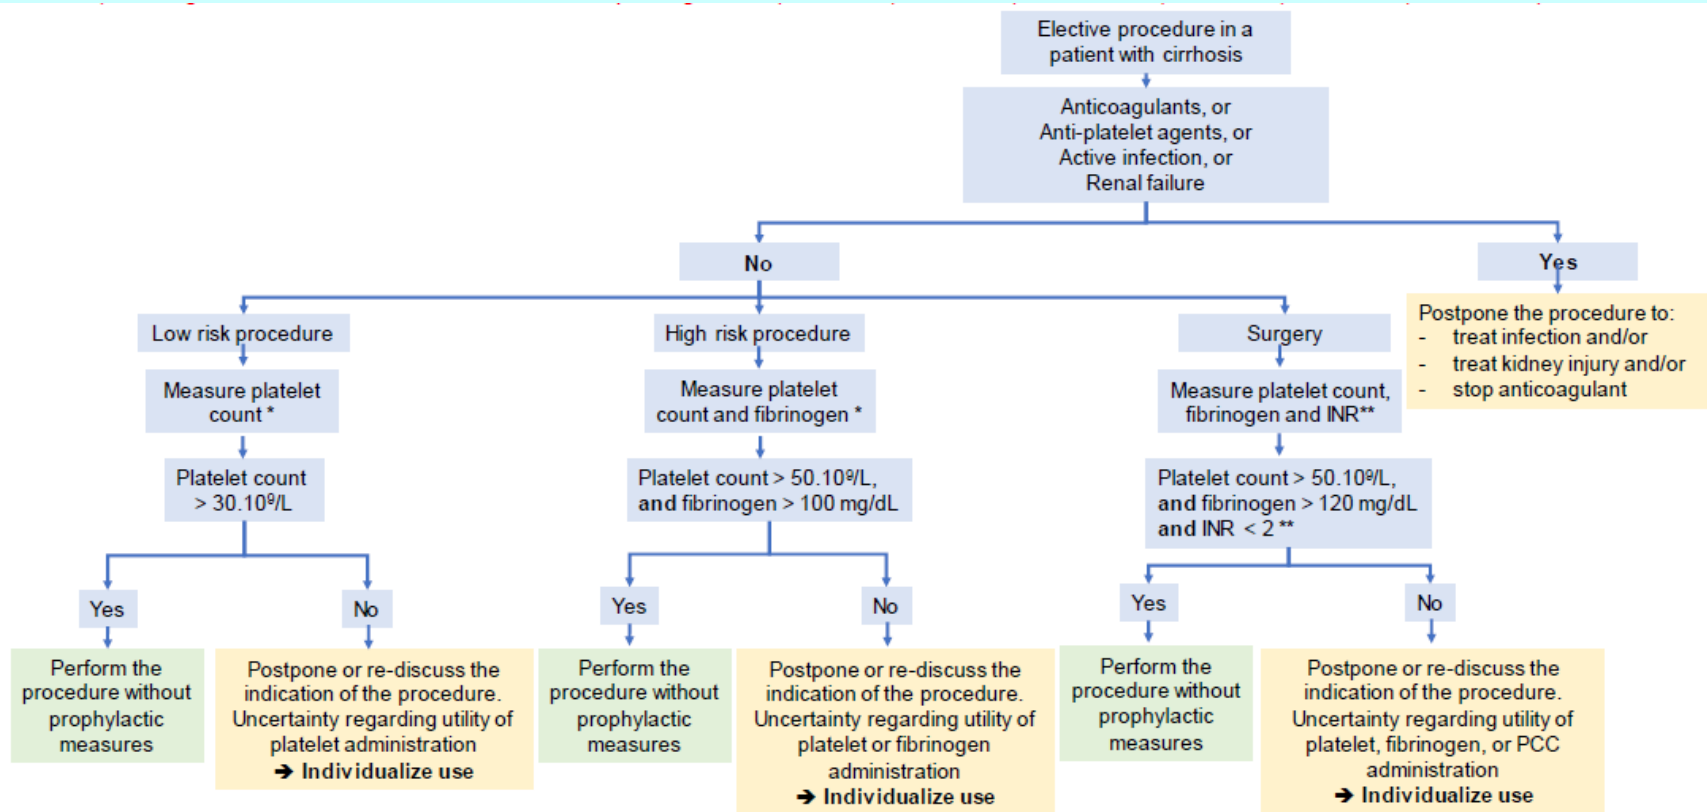 Elective procedure in a
patient with cirrhosis
Anticoagulants, or
Anti-platelet agents, or
Active infection, or
Renal failure
No
Yes
Low risk procedure
High risk procedure
Surgery
Postpone the procedure to:
- treat infection and/or
- treat kidney injury and/or
- stop anticoagulant
Measure platelet
count *
Measure platelet
count and fibrinogen *
Measure platelet count,
fibrinogen and INR**
Platelet count
> 30.10⁹/L
Platelet count > 50.10⁹/L,
and fibrinogen > 100 mg/dL
Platelet count > 50.10⁹/L,
and fibrinogen > 120 mg/dL
and INR < 2 **
Yes
No
Yes
No
Yes
No
Perform the
procedure without
prophylactic
measures
Postpone or re-discuss the
indication of the procedure.
Uncertainty regarding utility of
platelet administration
➔ Individualize use
Perform the
procedure without
prophylactic
measures
Postpone or re-discuss the
indication of the procedure.
Uncertainty regarding utility of
platelet or fibrinogen
administration
➔ Individualize use
Perform the
procedure without
prophylactic
measures
Postpone or re-discuss the
indication of the procedure.
Uncertainty regarding utility of
platelet, fibrinogen, or PCC
administration
➔ Individualize use